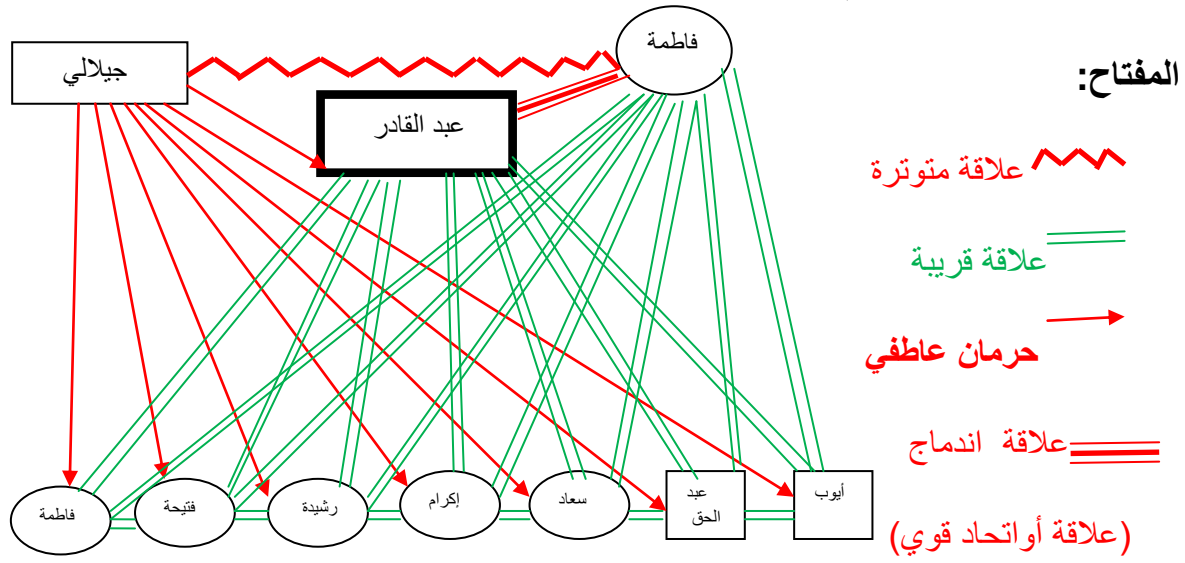 فاطمة
جيلالي
عبد القادر
المفتاح:
علاقة متوترة
علاقة قريبة
حرمان عاطفي
علاقة اندماج
(علاقة أواتحاد قوي)
أيوب
عبد
الحق
سعاد
إكرام
رشيدة
فتيحة
فاطمة